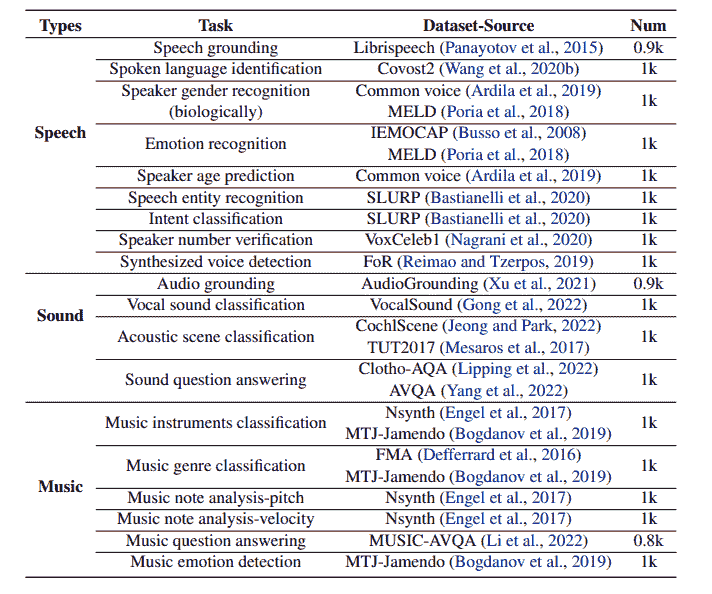 Types Task Dataset-Source Num
Speech grounding Librispeech (Panayotov et al., 2015) 0.9k
Spoken language identification Covost2 (Wang et al., 2020b) 1k
Speaker gender recognition Common voice (Ardila et al., 2019)
(biologically) MELD (Poria et al., 2018) 1k
Speech
Emotion recognition IEMOCAP (Busso et al., 2008)
MELD (Poria et al., 2018) 1k
Speaker age prediction Common voice (Ardila et al., 2019) 1k
Speech entity recognition SLURP (Bastianelli et al., 2020) 1k
Intent classification SLURP (Bastianelli et al., 2020) 1k
Speaker number verification VoxCeleb1 (Nagrani et al., 2020) 1k
Synthesized voice detection FoR (Reimao and Tzerpos, 2019) 1k
Audio grounding AudioGrounding (Xu et al., 2021) 0.9k
Sound
Vocal sound classification VocalSound (Gong et al., 2022) 1k
Acoustic scene classification CochlScene (Jeong and Park, 2022)
TUT2017 (Mesaros et al., 2017) 1k
Sound question answering Clotho-AQA (Lipping et al., 2022)
AVQA (Yang et al., 2022) 1k
Music instruments classification Nsynth (Engel et al., 2017)
MTJ-Jamendo (Bogdanov et al., 2019) 1k
Music genre classification FMA (Defferrard et al., 2016)
MTJ-Jamendo (Bogdanov et al., 2019) 1k
Music
Music note analysis-pitch Nsynth (Engel et al., 2017) 1k
Music note analysis-velocity Nsynth (Engel et al., 2017) 1k
Music question answering MUSIC-AVQA (Li et al., 2022) 0.8k
Music emotion detection MTJ-Jamendo (Bogdanov et al., 2019) 1k